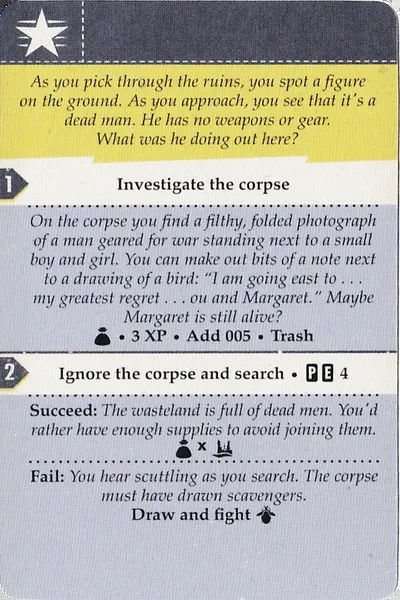 As you pick through the ruins, you spot a figure
on the ground. As you approach, you see that it's a
dead man. He has no weapons or gear.
What was he doing out here?
1
Investigate the corpse
On the corpse you find a filthy, folded photograph
of a man geared for war standing next to a small
boy and girl. You can make out bits of a note next
to a drawing of a bird: “I am going east to . . .
my greatest regret . . . ou and Margaret.” Maybe
Margaret is still alive?
• 3 XP • Add 005 • Trash
2
Ignore the corpse and search • P E 4
Succeed: The wasteland is full of dead men. You'd
rather have enough supplies to avoid joining them.
x
Fail: You hear scuttling as you search. The corpse
must have drawn scavengers.
Draw and fight